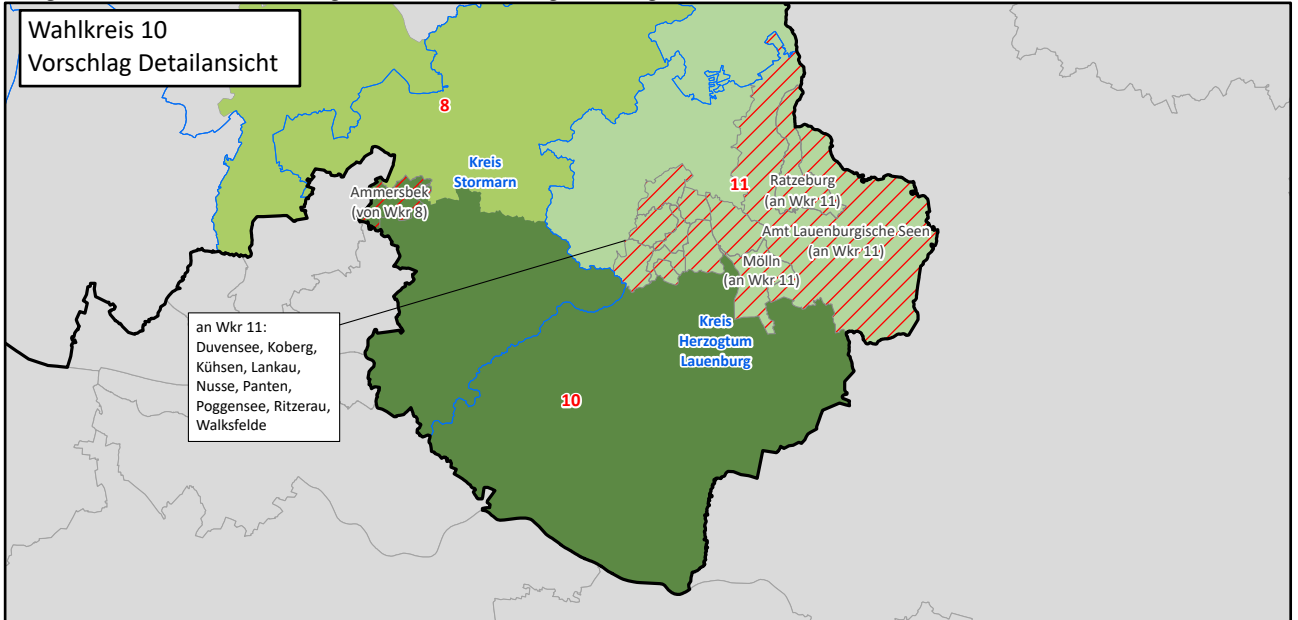 Wahlkreis 10
Vorschlag Detailansicht
8
Kreis
Stormarn
Ammersbek
(von Wkr 8)
11
Ratzeburg
(an Wkr 11)
Amt Lauenburgische Seen
(an Wkr 11)
Mölln
(an Wkr 11)
an Wkr 11:
Duvensee, Koberg,
Kühsen, Lankau,
Nusse, Panten,
Poggensee, Ritzerau,
Walksfelde
Kreis
Herzogtum
Lauenburg
10